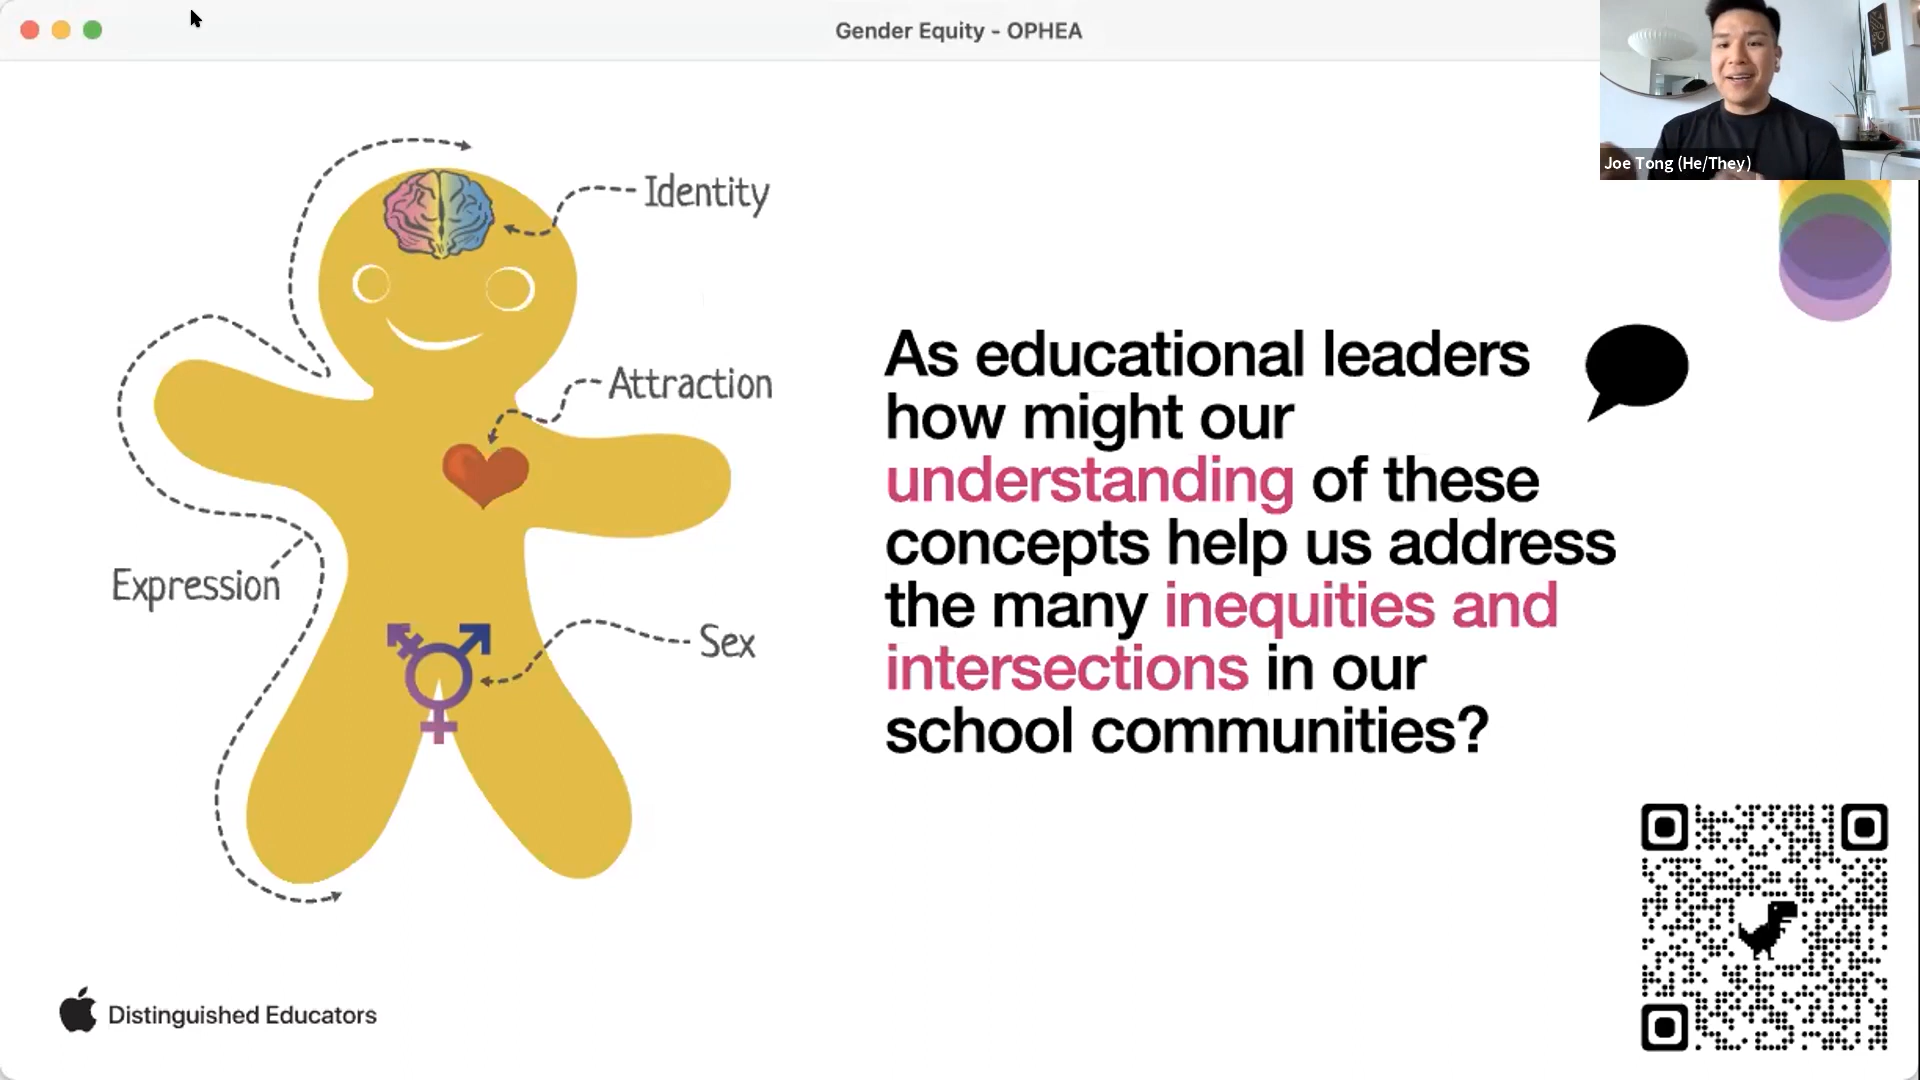 Gender Equity - OPHEA
Joe Tong (He/They)
Identity
Attraction
Expression
Sex
As educational leaders
how might our
understanding of these
concepts help us address
the many inequities and
intersections in our
school communities?
Distinguished Educators